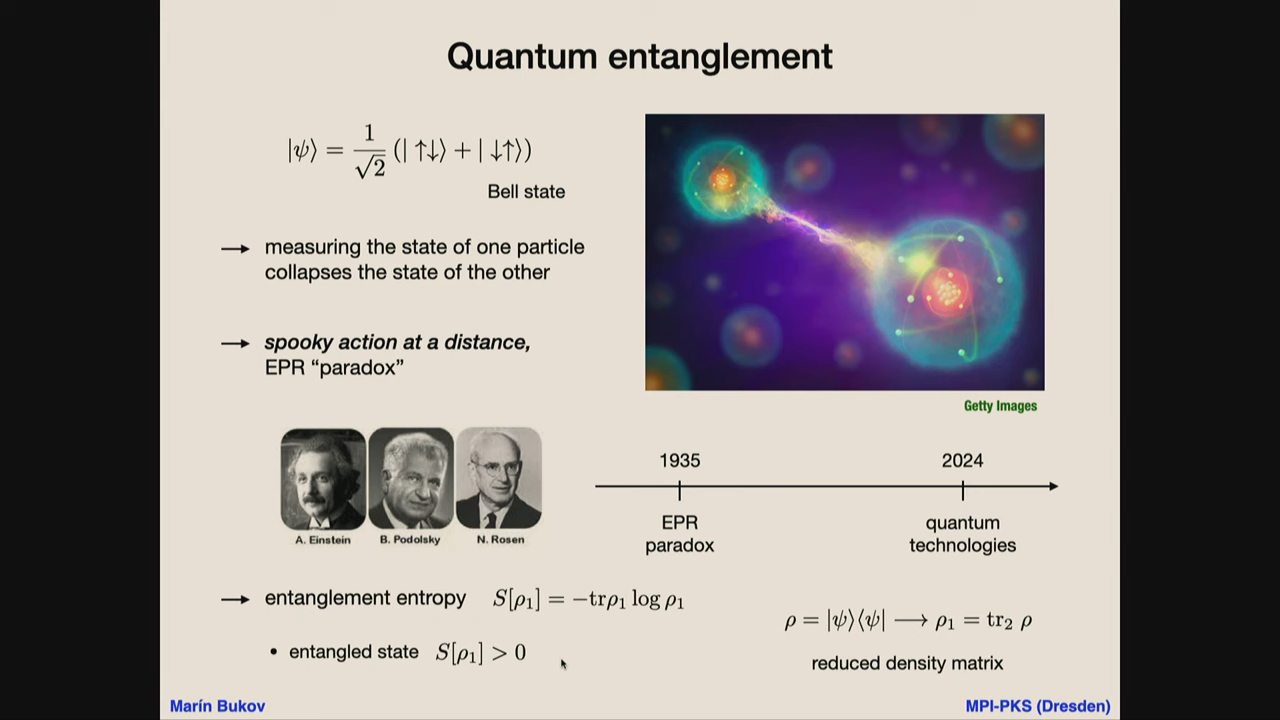 Quantum entanglement
|ψ⟩ = 1/√2 (| ↑↓⟩ + | ↓↑⟩)
Bell state
→ measuring the state of one particle
collapses the state of the other
→ spooky action at a distance,
EPR “paradox”
Getty Images
A. Einstein B. Podolsky N. Rosen
1935 2024
EPR
paradox
quantum
technologies
→ entanglement entropy S[ρ₁] = −trρ₁ log ρ₁
• entangled state S[ρ₁] > 0
ρ = |ψ⟩⟨ψ| ⟶ ρ₁ = tr₂ ρ
reduced density matrix
Marín Bukov
MPI-PKS (Dresden)